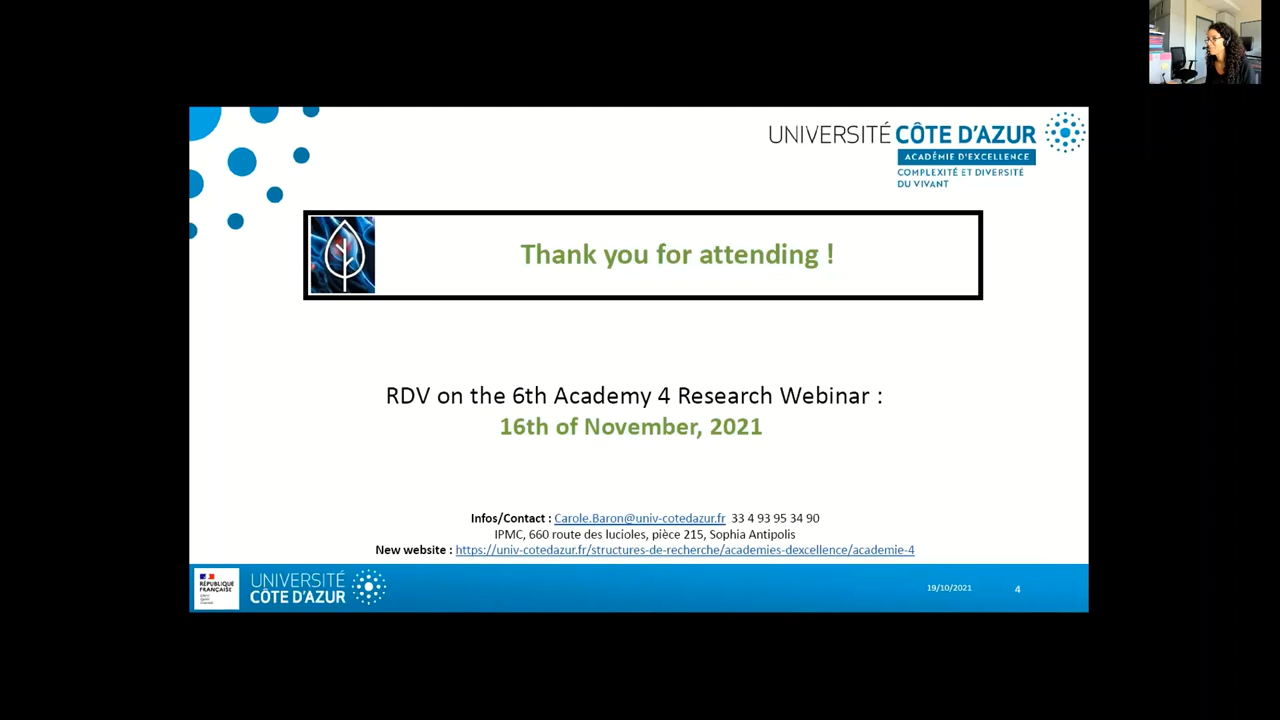 UNIVERSITÉ CÔTE D'AZUR
ACADÉMIE D'EXCELLENCE
COMPLEXITÉ ET DIVERSITÉ
DU VIVANT
Thank you for attending !
RDV on the 6th Academy 4 Research Webinar :
16th of November, 2021
Infos/Contact : Carole.Baron@univ-cotedazur.fr 33 4 93 95 34 90
IPMC, 660 route des lucioles, pièce 215, Sophia Antipolis
New website : https://univ-cotedazur.fr/structures-de-recherche/academies-dexcellence/academie-4
RÉPUBLIQUE
FRANÇAISE
UNIVERSITÉ
CÔTE D'AZUR
19/10/2021
4